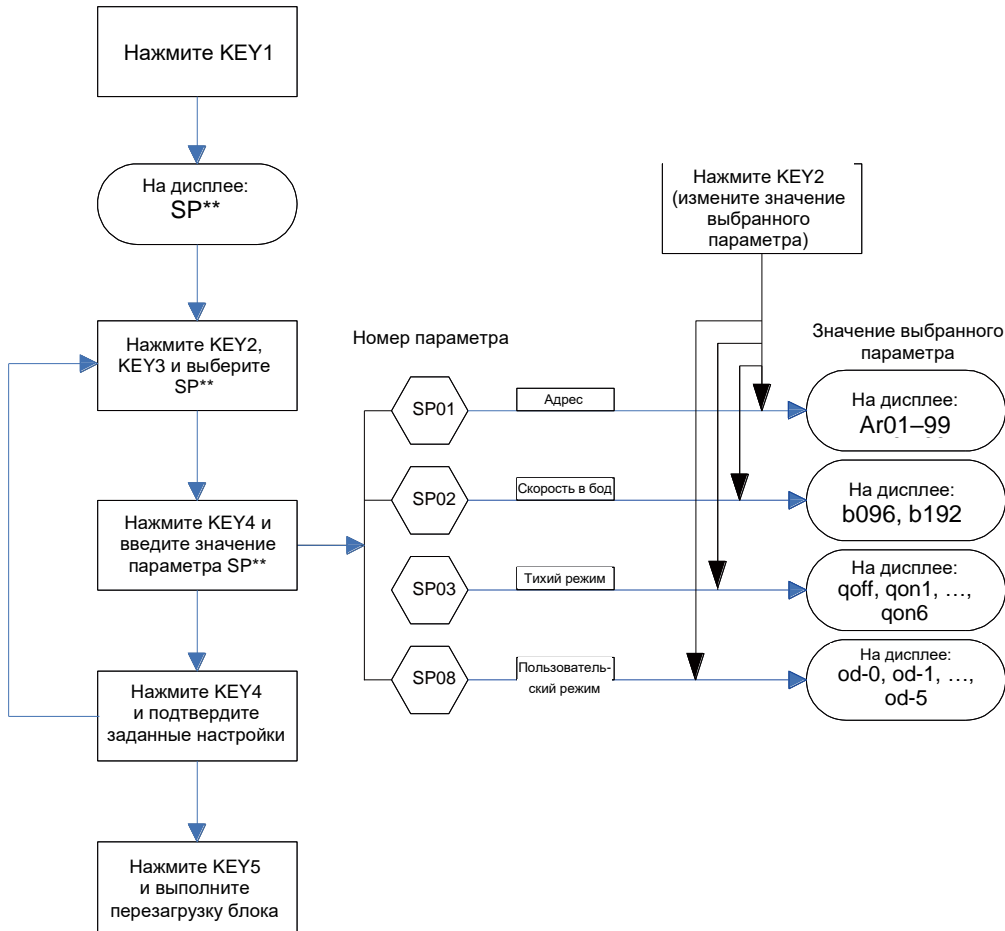 Нажмите KEY1
На дисплее:
SP**
Нажмите KEY2,
KEY3 и выберите
SP**
Нажмите KEY4 и
введите значение
параметра SP**
Нажмите KEY4
и подтвердите
заданные настройки
Нажмите KEY5
и выполните
перезагрузку блока
Номер параметра
SP01
Адрес
SP02
Скорость в бод
SP03
Тихий режим
SP08
Пользователь-
ский режим
Нажмите KEY2
(измените значение
выбранного
параметра)
Значение выбранного
параметра
На дисплее:
Ar01–99
На дисплее:
b096, b192
На дисплее:
qoff, qon1, …,
qon6
На дисплее:
od-0, od-1, …,
od-5